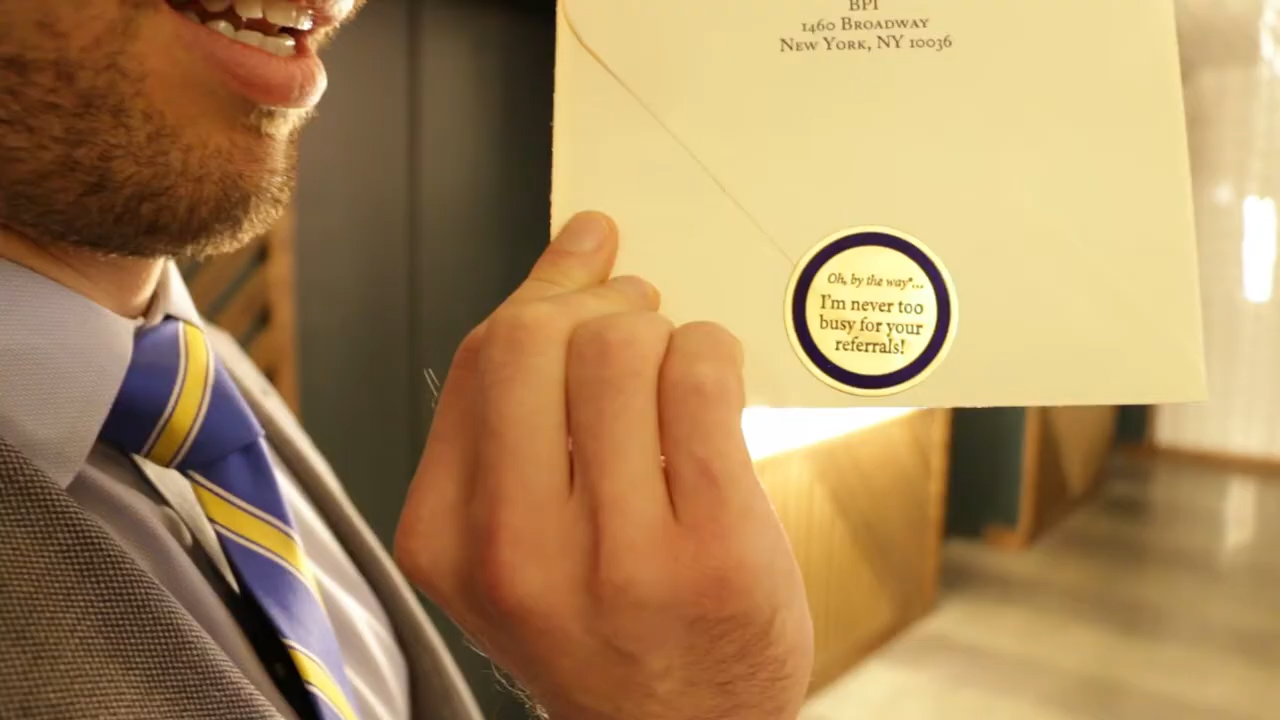 BPI
1460 Broadway
New York, NY 10036
Oh, by the way®...
I'm never too
busy for your
referrals!